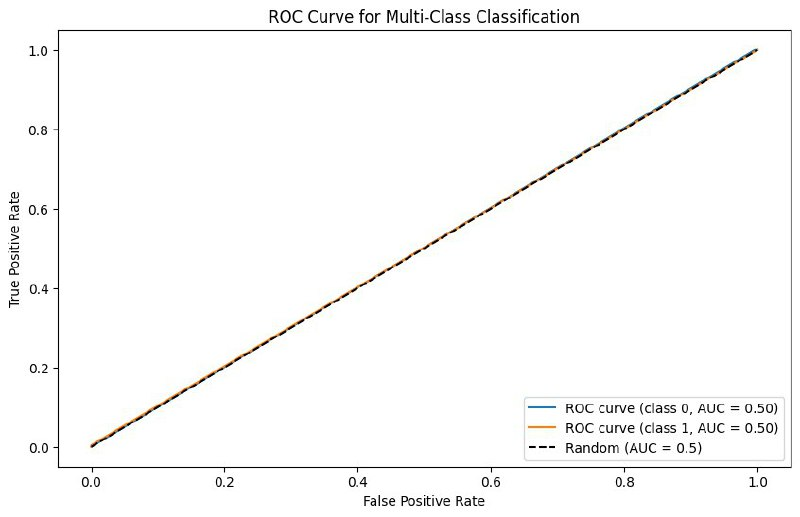 ROC Curve for Multi-Class Classification
True Positive Rate
1.0
0.8
0.6
0.4
0.2
0.0
ROC curve (class 0, AUC = 0.50)
ROC curve (class 1, AUC = 0.50)
Random (AUC = 0.5)
0.0 0.2 0.4 0.6 0.8 1.0
False Positive Rate